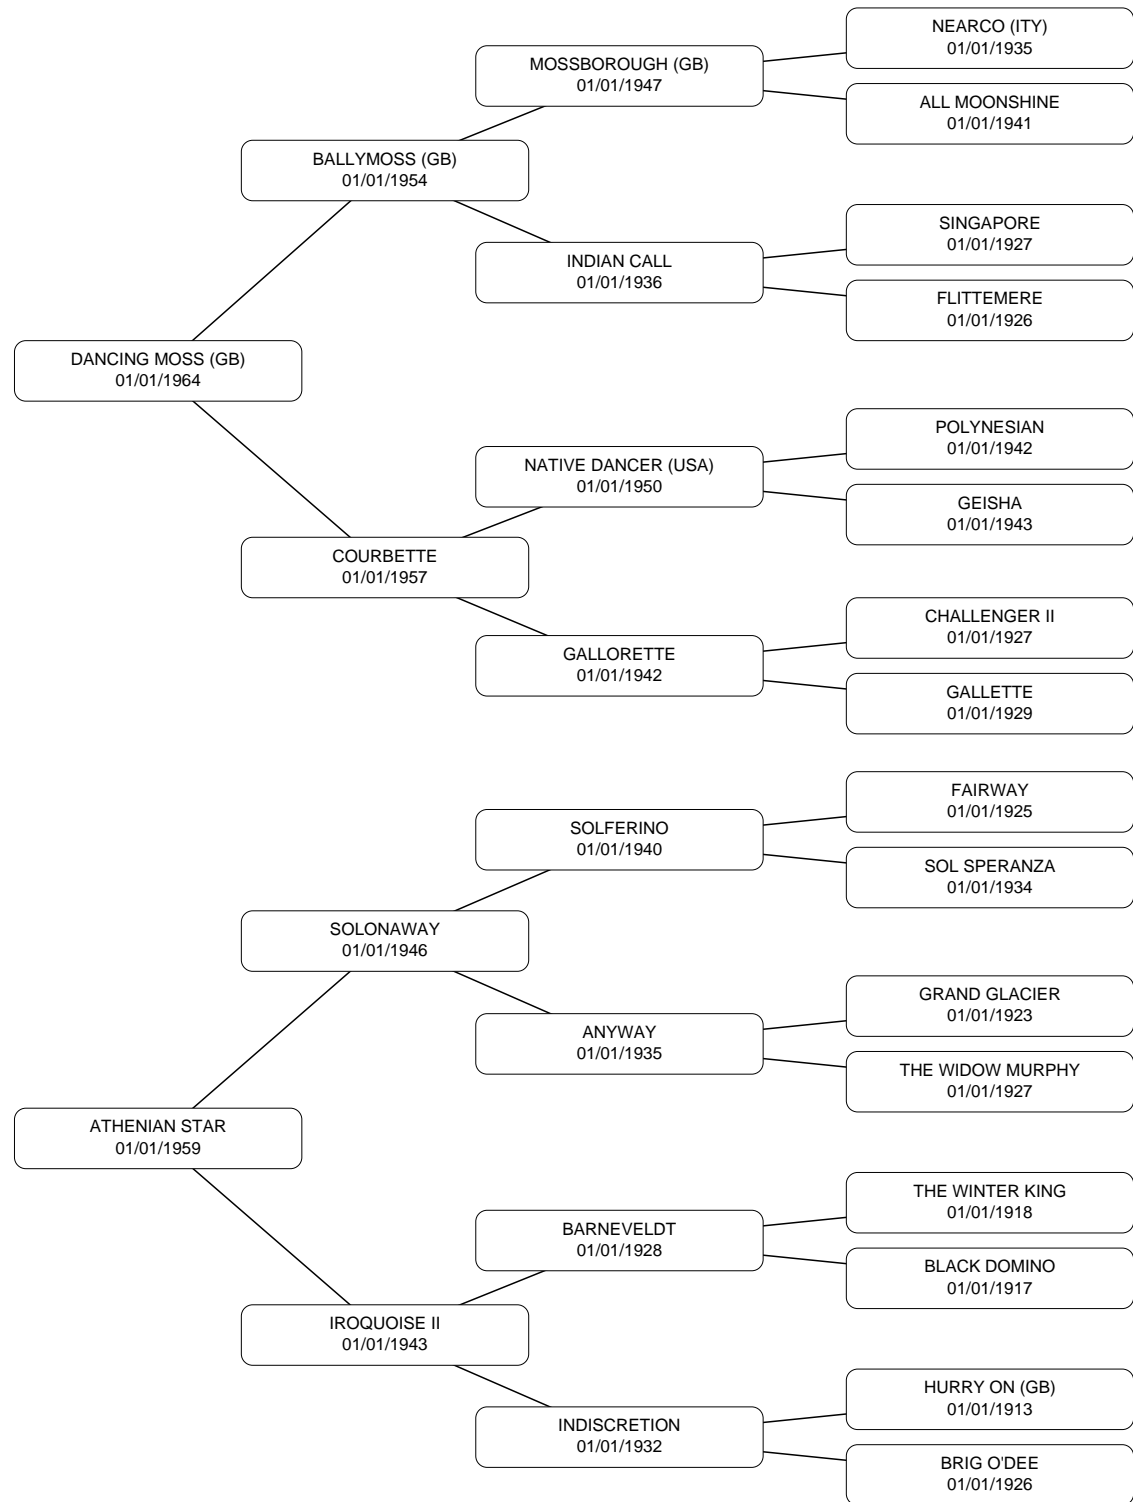 NEARCO (ITY)
01/01/1935
MOSSBOROUGH (GB)
01/01/1947
ALL MOONSHINE
01/01/1941
BALLYMOSS (GB)
01/01/1954
SINGAPORE
01/01/1927
INDIAN CALL
01/01/1936
FLITTEMERE
01/01/1926
DANCING MOSS (GB)
01/01/1964
POLYNESIAN
01/01/1942
NATIVE DANCER (USA)
01/01/1950
GEISHA
01/01/1943
COURBETTE
01/01/1957
CHALLENGER II
01/01/1927
GALLORETTE
01/01/1942
GALLETTE
01/01/1929
FAIRWAY
01/01/1925
SOLFERINO
01/01/1940
SOL SPERANZA
01/01/1934
SOLONAWAY
01/01/1946
GRAND GLACIER
01/01/1923
ANYWAY
01/01/1935
THE WIDOW MURPHY
01/01/1927
ATHENIAN STAR
01/01/1959
THE WINTER KING
01/01/1918
BARNEVELDT
01/01/1928
BLACK DOMINO
01/01/1917
IROQUOISE II
01/01/1943
HURRY ON (GB)
01/01/1913
INDISCRETION
01/01/1932
BRIG O'DEE
01/01/1926